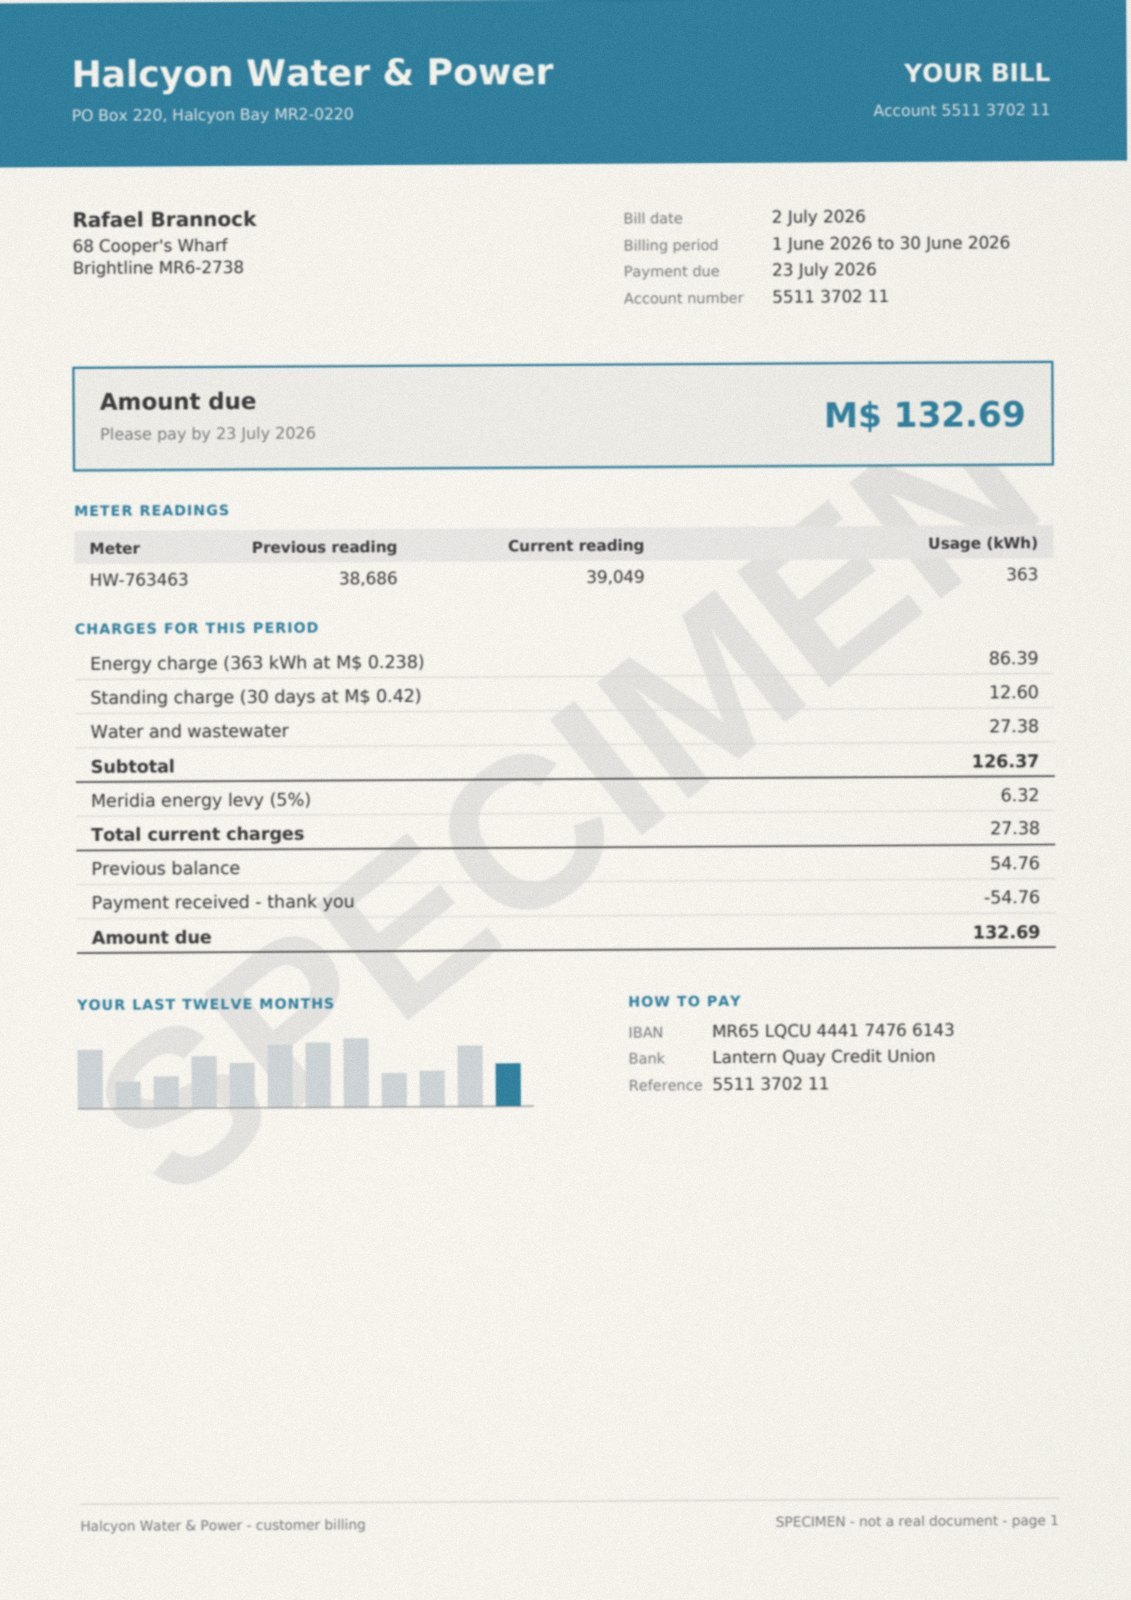 Halcyon Water & Power
PO Box 220, Halcyon Bay MR2-0220
YOUR BILL
Account 5511 3702 11
Rafael Brannock
68 Cooper's Wharf
Brightline MR6-2738
Bill date 2 July 2026
Billing period 1 June 2026 to 30 June 2026
Payment due 23 July 2026
Account number 5511 3702 11
Amount due
Please pay by 23 July 2026
M$ 132.69
METER READINGS
Meter Previous reading Current reading Usage (kWh)
HW-763463 38,686 39,049 363
CHARGES FOR THIS PERIOD
Energy charge (363 kWh at M$ 0.238) 86.39
Standing charge (30 days at M$ 0.42) 12.60
Water and wastewater 27.38
Subtotal 126.37
Meridia energy levy (5%) 6.32
Total current charges 27.38
Previous balance 54.76
Payment received - thank you -54.76
Amount due 132.69
YOUR LAST TWELVE MONTHS
HOW TO PAY
IBAN MR65 LQCU 4441 7476 6143
Bank Lantern Quay Credit Union
Reference 5511 3702 11
SPECIMEN
Halcyon Water & Power - customer billing
SPECIMEN - not a real document - page 1